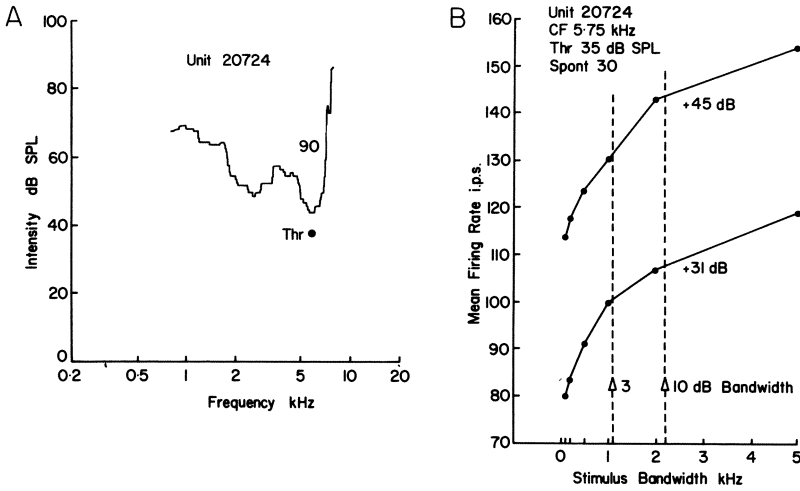 A
100
80
60
40
20
0
Intensity dB SPL
Unit 20724
90
Thr
0·2 0·5 1 2 5 10 20
Frequency kHz
B
Unit 20724
CF 5·75 kHz
Thr 35 dB SPL
Spont 30
160
150
140
130
120
110
100
90
80
70
Mean Firing Rate i.p.s.
+45 dB
+31 dB
Δ 3
Δ 10 dB Bandwidth
0 1 2 3 4 5
Stimulus Bandwidth kHz